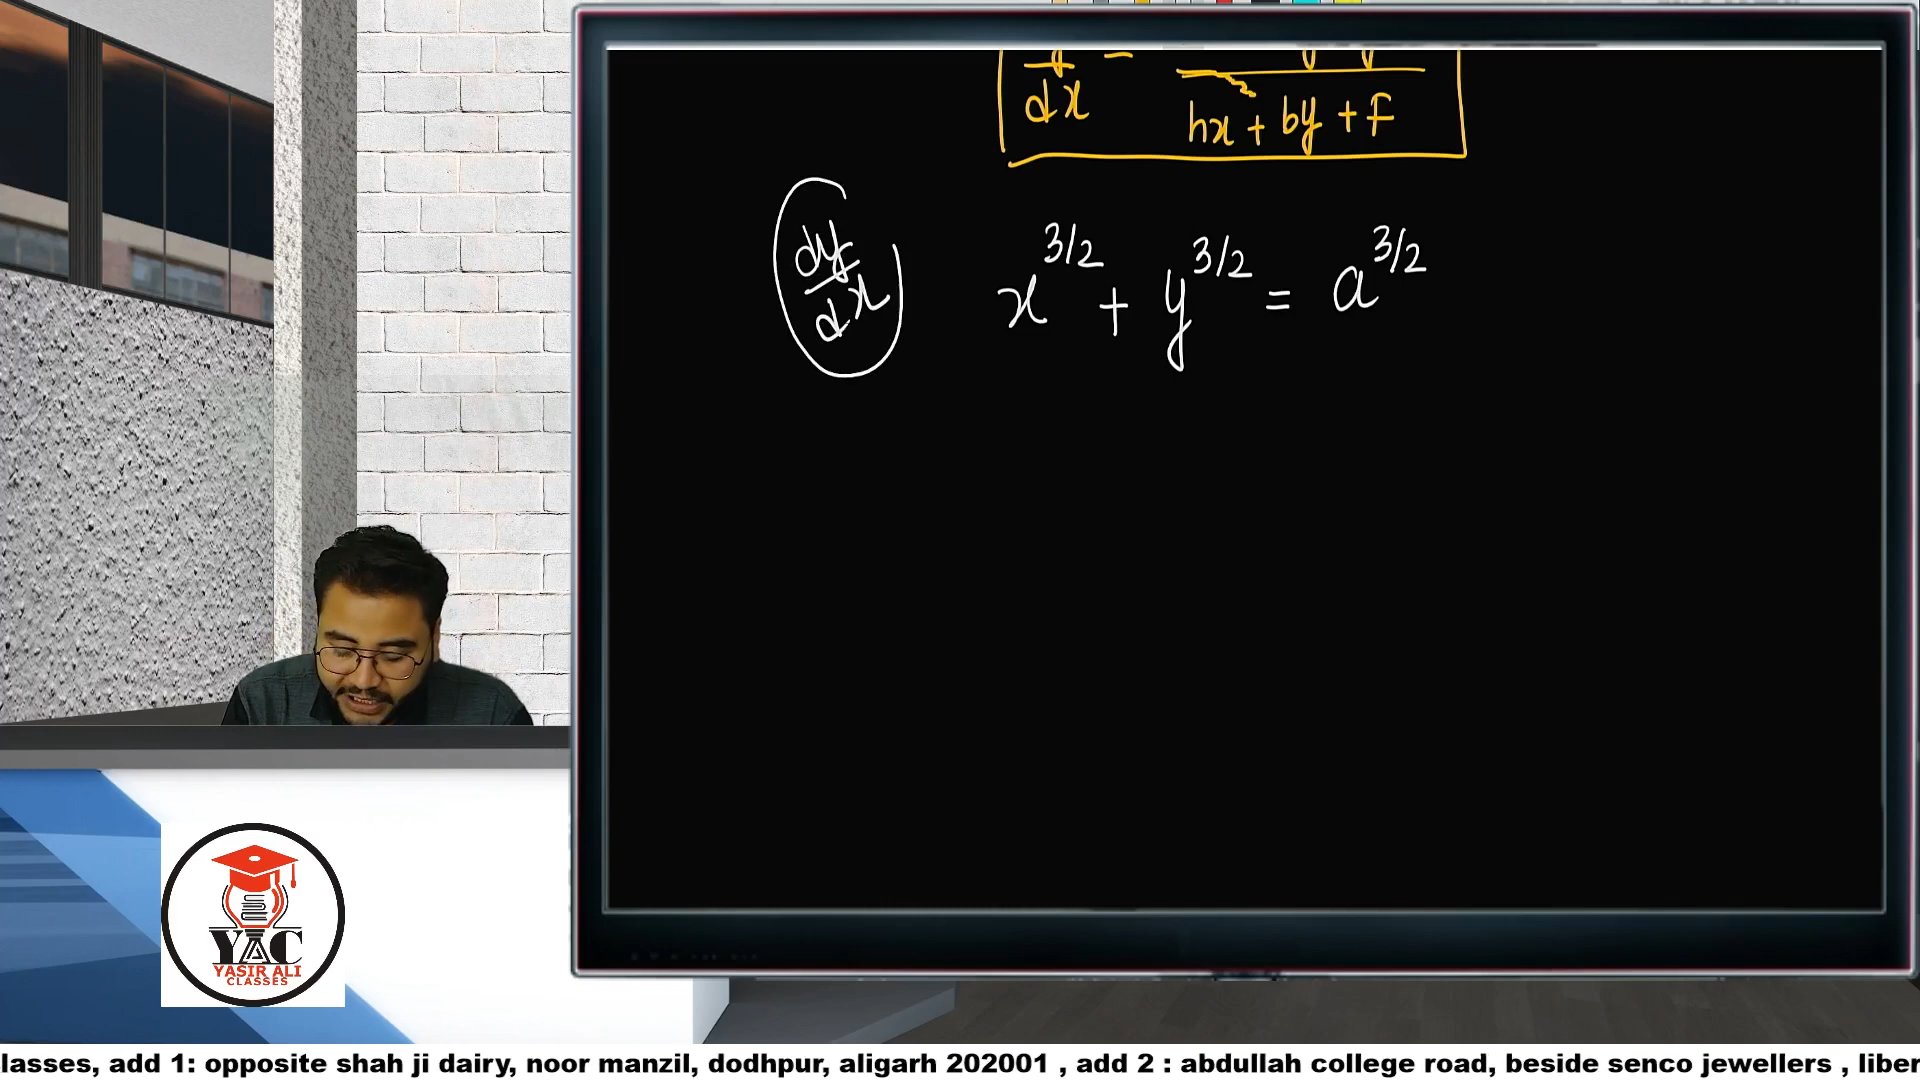 dx
hx + by + f
dy
dx
x^3/2 + y^3/2 = a^3/2
YAC
YASIR ALI
CLASSES
lasses, add 1: opposite shah ji dairy, noor manzil, dodhpur, aligarh 202001 , add 2 : abdullah college road, beside senco jewellers , liber